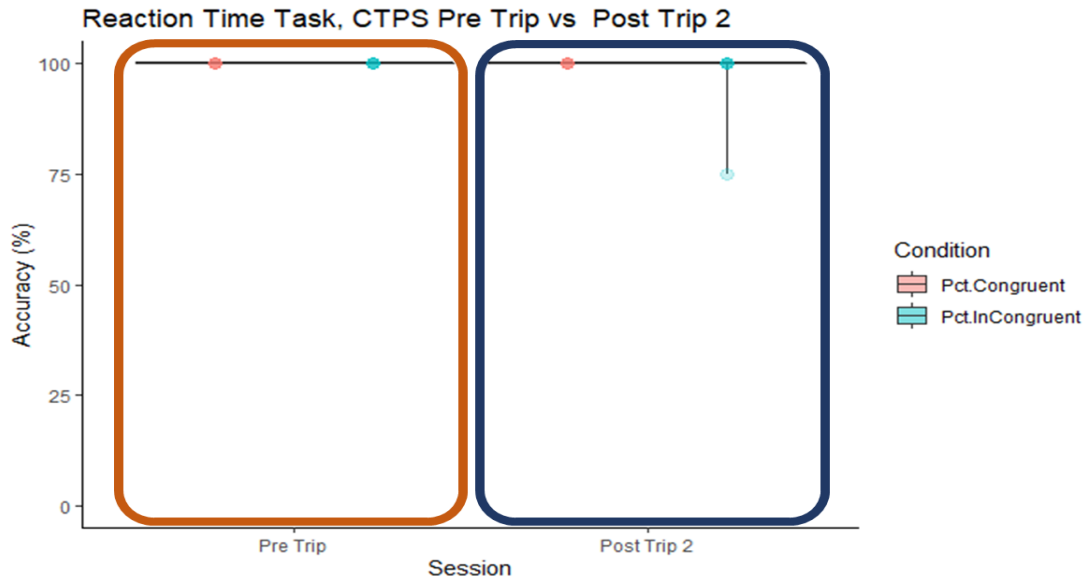 Reaction Time Task, CTPS Pre Trip vs  Post Trip 2
100
75
50
25
0
Accuracy (%)
Pre Trip
Post Trip 2
Session
Condition
Pct.Congruent
Pct.InCongruent